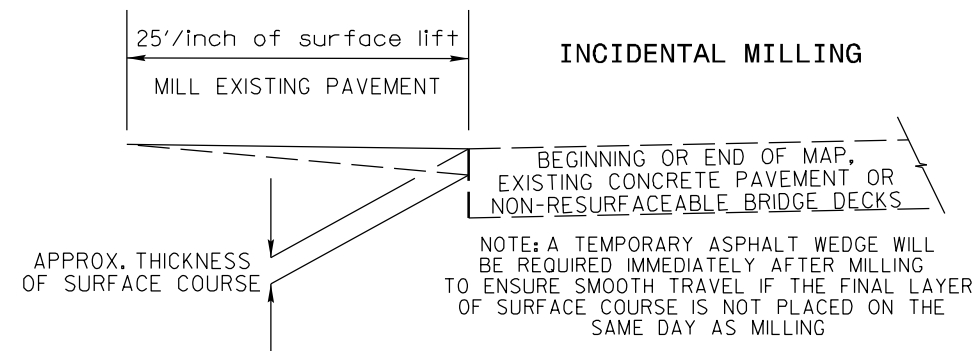 25'/inch of surface lift
INCIDENTAL MILLING
MILL EXISTING PAVEMENT
BEGINNING OR END OF MAP,
EXISTING CONCRETE PAVEMENT OR
NON-RESURFACEABLE BRIDGE DECKS
APPROX. THICKNESS
OF SURFACE COURSE
NOTE: A TEMPORARY ASPHALT WEDGE WILL
BE REQUIRED IMMEDIATELY AFTER MILLING
TO ENSURE SMOOTH TRAVEL IF THE FINAL LAYER
OF SURFACE COURSE IS NOT PLACED ON THE
SAME DAY AS MILLING